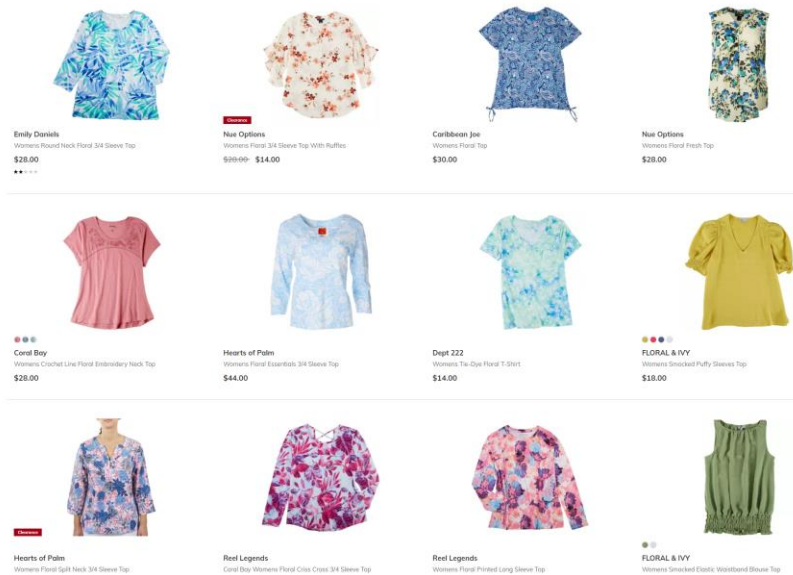 Emily Daniels
Womens Round Neck Floral 3/4 Sleeve Top
$28.00
Clearance
Nue Options
Womens Floral 3/4 Sleeve Top With Ruffles
$28.00 $14.00
Caribbean Joe
Womens Floral Top
$30.00
Nue Options
Womens Floral Fresh Top
$28.00
Coral Bay
Womens Crochet Line Floral Embroidery Neck Top
$28.00
Hearts of Palm
Womens Floral Essentials 3/4 Sleeve Top
$44.00
Dept 222
Womens Tie-Dye Floral T-Shirt
$14.00
FLORAL & IVY
Womens Smocked Puffy Sleeves Top
$18.00
Clearance
Hearts of Palm
Womens Floral Split Neck 3/4 Sleeve Top
Reel Legends
Coral Bay Womens Floral Criss Cross 3/4 Sleeve Top
Reel Legends
Womens Floral Printed Long Sleeve Top
FLORAL & IVY
Womens Smocked Elastic Waistband Blouse Top